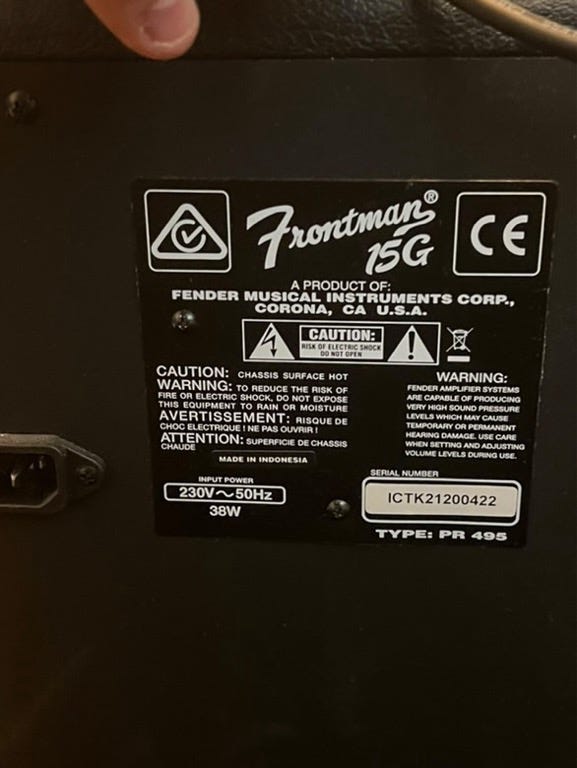 Frontman®
15G
CE
A PRODUCT OF:
FENDER MUSICAL INSTRUMENTS CORP.,
CORONA, CA U.S.A.
CAUTION:
RISK OF ELECTRIC SHOCK
DO NOT OPEN
CAUTION: CHASSIS SURFACE HOT
WARNING: TO REDUCE THE RISK OF
FIRE OR ELECTRIC SHOCK, DO NOT EXPOSE
THIS EQUIPMENT TO RAIN OR MOISTURE
AVERTISSEMENT: RISQUE DE
CHOC ELECTRIQUE ! NE PAS OUVRIR !
ATTENTION: SUPERFICIE DE CHASSIS
CHAUDE
MADE IN INDONESIA
WARNING:
FENDER AMPLIFIER SYSTEMS
ARE CAPABLE OF PRODUCING
VERY HIGH SOUND PRESSURE
LEVELS WHICH MAY CAUSE
TEMPORARY OR PERMANENT
HEARING DAMAGE. USE CARE
WHEN SETTING AND ADJUSTING
VOLUME LEVELS DURING USE.
INPUT POWER
230V~50Hz
38W
SERIAL NUMBER
ICTK21200422
TYPE: PR 495